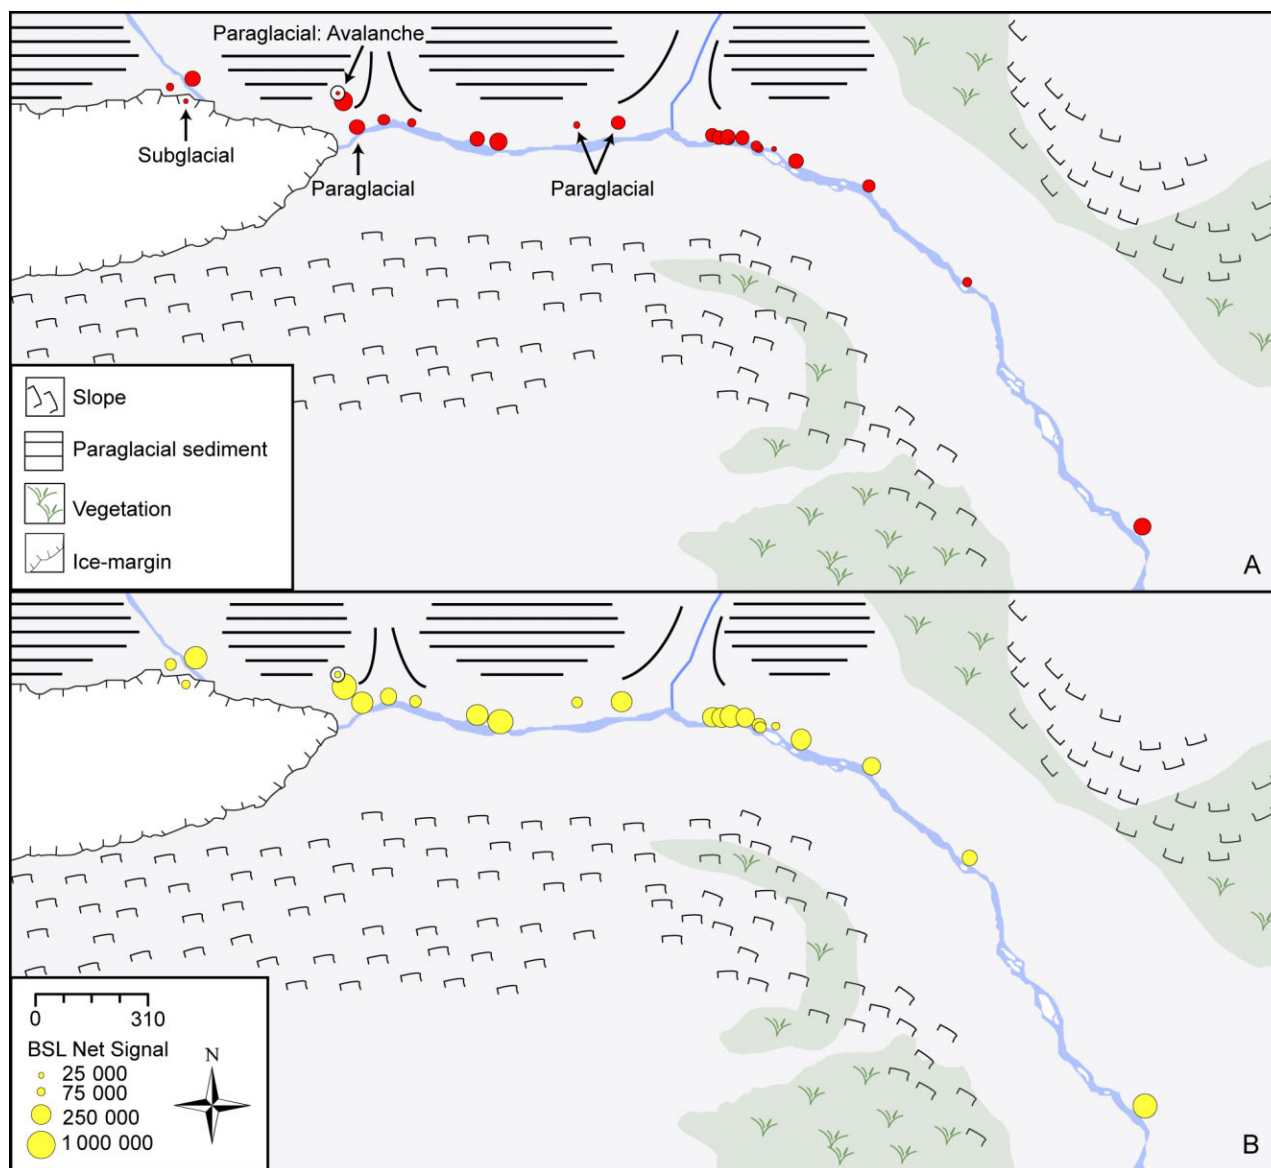 Paraglacial: Avalanche
Subglacial
Paraglacial
Paraglacial
Slope
Paraglacial sediment
Vegetation
Ice-margin
A
0 310
BSL Net Signal
25 000
75 000
250 000
1 000 000
N
B